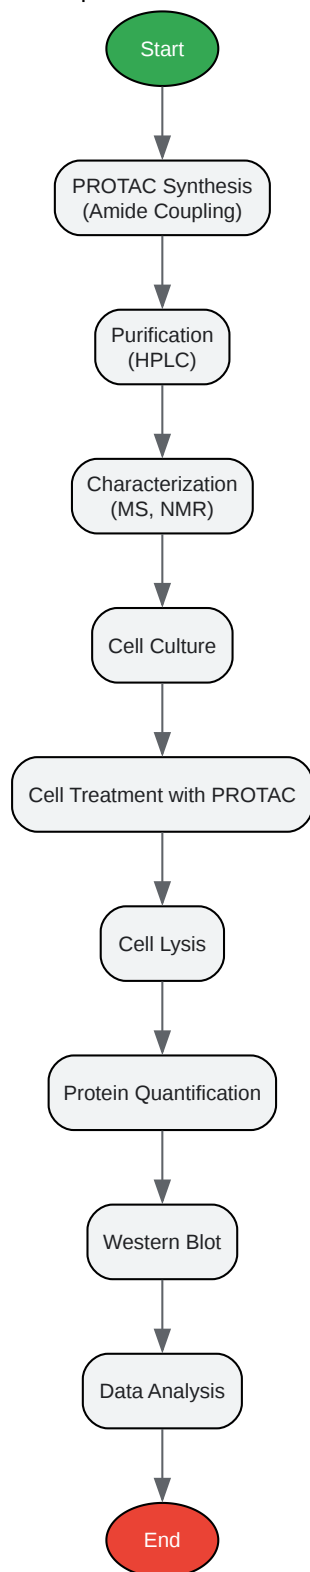 Start
PROTAC Synthesis
(Amide Coupling)
Purification
(HPLC)
Characterization
(MS, NMR)
Cell Culture
Cell Treatment with PROTAC
Cell Lysis
Protein Quantification
Western Blot
Data Analysis
End